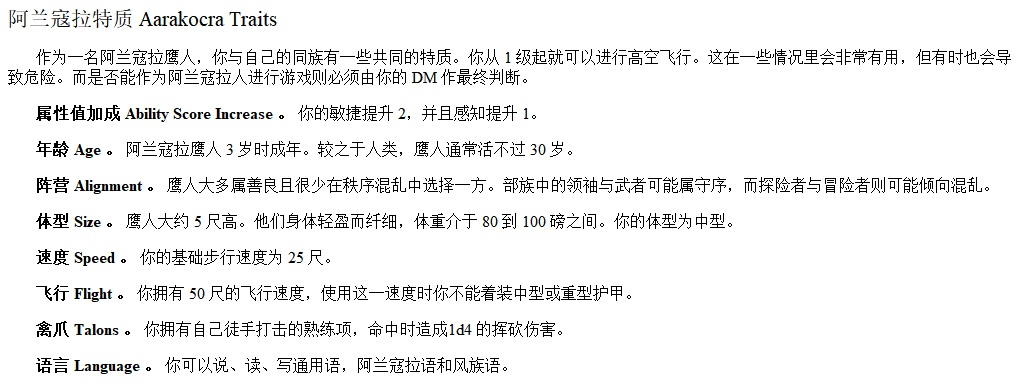 阿兰寇拉特质 Aarakocra Traits
作为一名阿兰寇拉鹰人，你与自己的同族有一些共同的特质。你从 1 级起就可以进行高空飞行。这在一些情况里会非常有用，但有时也会导
致危险。而是否能作为阿兰寇拉人进行游戏则必须由你的 DM 作最终判断。
属性值加成 Ability Score Increase 。 你的敏捷提升 2，并且感知提升 1。
年龄 Age 。 阿兰寇拉鹰人 3 岁时成年。较之于人类，鹰人通常活不过 30 岁。
阵营 Alignment 。 鹰人大多属善良且很少在秩序混乱中选择一方。部族中的领袖与武者可能属守序，而探险者与冒险者则可能倾向混乱。
体型 Size 。 鹰人大约 5 尺高。他们身体轻盈而纤细，体重介于 80 到 100 磅之间。你的体型为中型。
速度 Speed 。 你的基础步行速度为 25 尺。
飞行 Flight 。 你拥有 50 尺的飞行速度，使用这一速度时你不能着装中型或重型护甲。
禽爪 Talons 。 你拥有自己徒手打击的熟练项，命中时造成1d4 的挥砍伤害。
语言 Language 。 你可以说、读、写通用语，阿兰寇拉语和风族语。